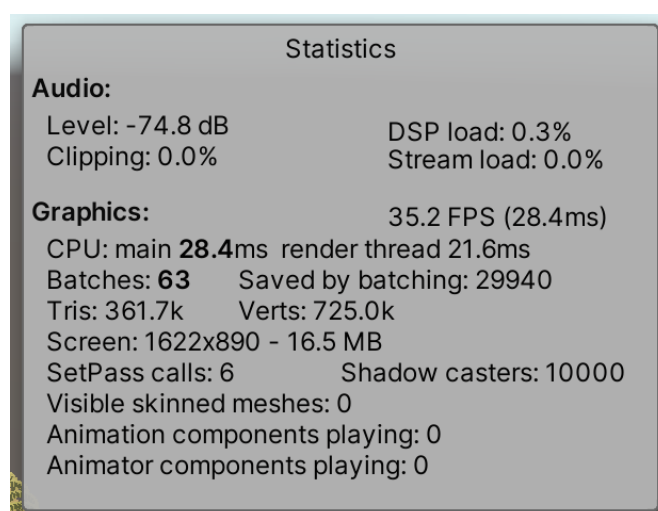 Statistics
Audio:
Level: -74.8 dB
DSP load: 0.3%
Clipping: 0.0%
Stream load: 0.0%
Graphics:
35.2 FPS (28.4ms)
CPU: main 28.4ms render thread 21.6ms
Batches: 63 Saved by batching: 29940
Tris: 361.7k Verts: 725.0k
Screen: 1622x890 - 16.5 MB
SetPass calls: 6 Shadow casters: 10000
Visible skinned meshes: 0
Animation components playing: 0
Animator components playing: 0